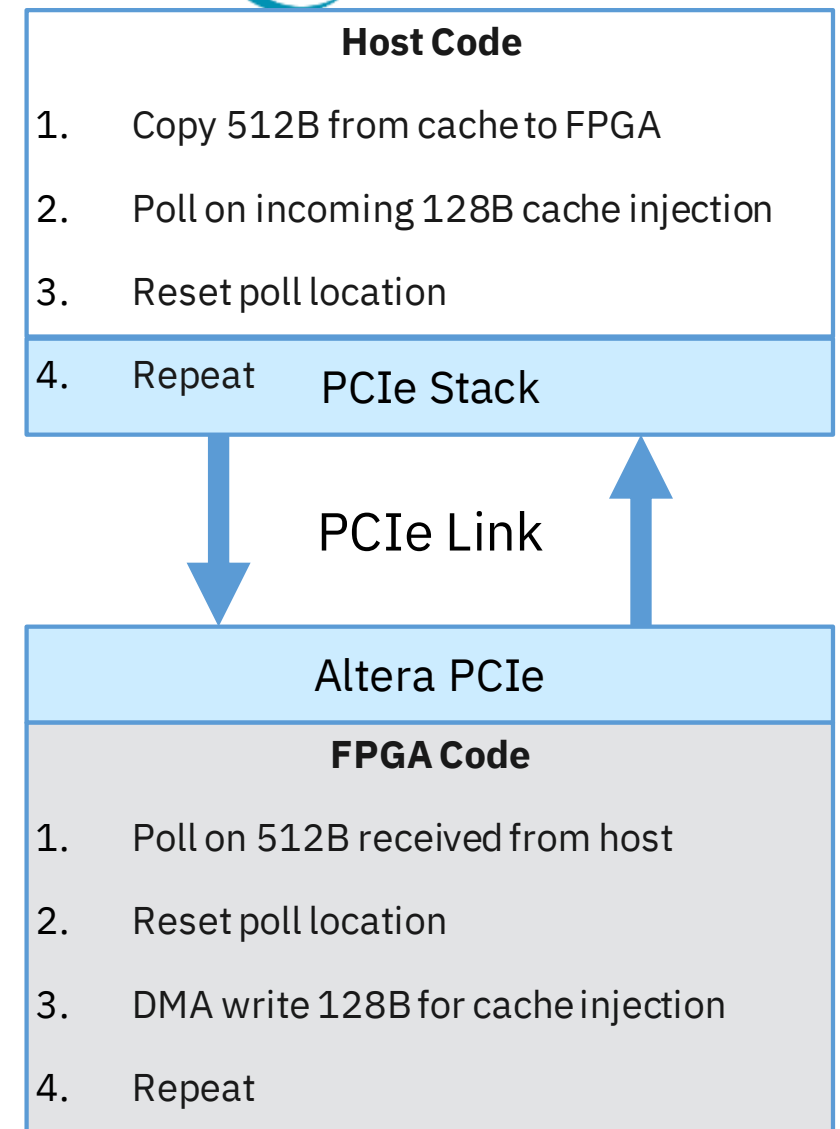 Host Code
1. Copy 512B from cache to FPGA
2. Poll on incoming 128B cache injection
3. Reset poll location
4. Repeat
PCIe Stack
PCIe Link
Altera PCIe
FPGA Code
1. Poll on 512B received from host
2. Reset poll location
3. DMA write 128B for cache injection
4. Repeat